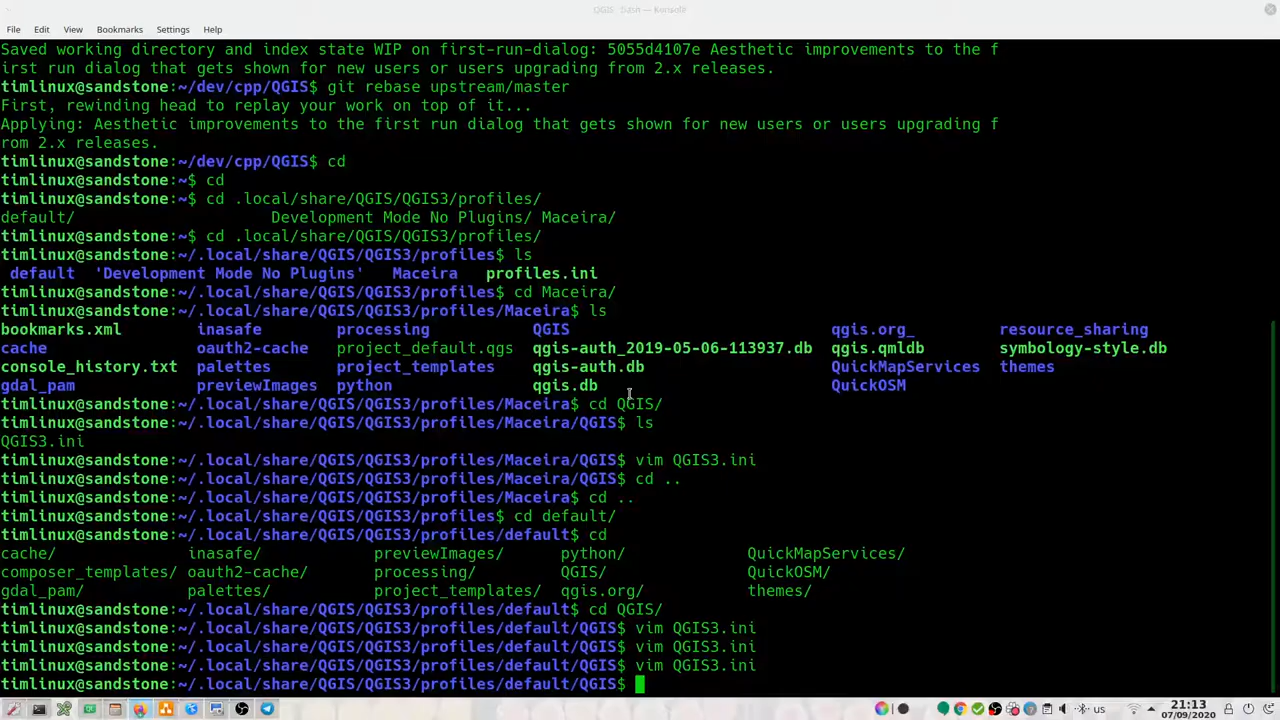 QGIS : bash — Konsole
File Edit View Bookmarks Settings Help
Saved working directory and index state WIP on first-run-dialog: 5055d4107e Aesthetic improvements to the f
irst run dialog that gets shown for new users or users upgrading from 2.x releases.
timlinux@sandstone:~/dev/cpp/QGIS$ git rebase upstream/master
First, rewinding head to replay your work on top of it...
Applying: Aesthetic improvements to the first run dialog that gets shown for new users or users upgrading f
rom 2.x releases.
timlinux@sandstone:~/dev/cpp/QGIS$ cd
timlinux@sandstone:~$ cd
timlinux@sandstone:~$ cd .local/share/QGIS/QGIS3/profiles/
default/ Development Mode No Plugins/ Maceira/
timlinux@sandstone:~$ cd .local/share/QGIS/QGIS3/profiles/
timlinux@sandstone:~/.local/share/QGIS/QGIS3/profiles$ ls
default 'Development Mode No Plugins' Maceira profiles.ini
timlinux@sandstone:~/.local/share/QGIS/QGIS3/profiles$ cd Maceira/
timlinux@sandstone:~/.local/share/QGIS/QGIS3/profiles/Maceira$ ls
bookmarks.xml inasafe processing QGIS qgis.org_ resource_sharing
cache oauth2-cache project_default.qgs qgis-auth_2019-05-06-113937.db qgis.qmldb symbology-style.db
console_history.txt palettes project_templates qgis-auth.db QuickMapServices themes
gdal_pam previewImages python qgis.db QuickOSM
timlinux@sandstone:~/.local/share/QGIS/QGIS3/profiles/Maceira$ cd QGIS/
timlinux@sandstone:~/.local/share/QGIS/QGIS3/profiles/Maceira/QGIS$ ls
QGIS3.ini
timlinux@sandstone:~/.local/share/QGIS/QGIS3/profiles/Maceira/QGIS$ vim QGIS3.ini
timlinux@sandstone:~/.local/share/QGIS/QGIS3/profiles/Maceira/QGIS$ cd ..
timlinux@sandstone:~/.local/share/QGIS/QGIS3/profiles/Maceira$ cd ..
timlinux@sandstone:~/.local/share/QGIS/QGIS3/profiles$ cd default/
timlinux@sandstone:~/.local/share/QGIS/QGIS3/profiles/default$ cd
cache/ inasafe/ previewImages/ python/ QuickMapServices/
composer_templates/ oauth2-cache/ processing/ QGIS/ QuickOSM/
gdal_pam/ palettes/ project_templates/ qgis.org/ themes/
timlinux@sandstone:~/.local/share/QGIS/QGIS3/profiles/default$ cd QGIS/
timlinux@sandstone:~/.local/share/QGIS/QGIS3/profiles/default/QGIS$ vim QGIS3.ini
timlinux@sandstone:~/.local/share/QGIS/QGIS3/profiles/default/QGIS$ vim QGIS3.ini
timlinux@sandstone:~/.local/share/QGIS/QGIS3/profiles/default/QGIS$ vim QGIS3.ini
timlinux@sandstone:~/.local/share/QGIS/QGIS3/profiles/default/QGIS$
us
21:13
07/09/2020